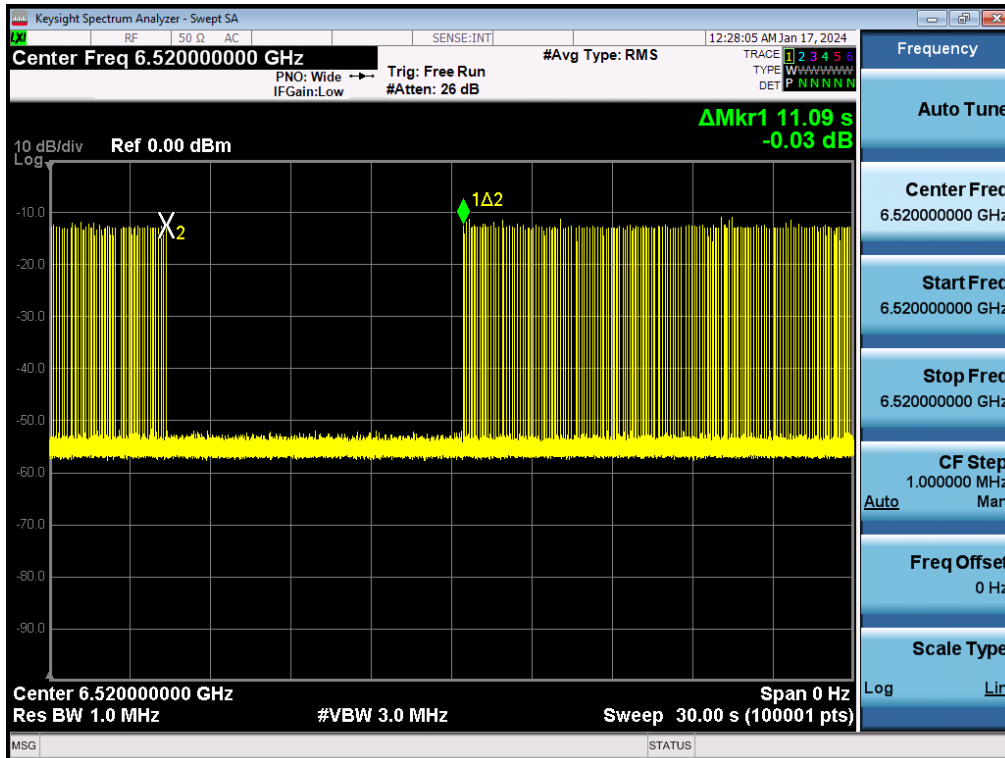 Keysight Spectrum Analyzer - Swept SA
LXI RF 50 Ω AC SENSE:INT 12:28:05 AM Jan 17, 2024
Center Freq 6.520000000 GHz
#Avg Type: RMS
TRACE 1 2 3 4 5 6
PNO: Wide Trig: Free Run
TYPE WWWWWW
IFGain:Low #Atten: 26 dB
DET P N N N N N
ΔMkr1 11.09 s
-0.03 dB
10 dB/div Ref 0.00 dBm
Log
1Δ2
2
-10.0
-20.0
-30.0
-40.0
-50.0
-60.0
-70.0
-80.0
-90.0
Center 6.520000000 GHz Span 0 Hz
Res BW 1.0 MHz #VBW 3.0 MHz Sweep 30.00 s (100001 pts)
MSG STATUS
Frequency
Auto Tune
Center Freq
6.520000000 GHz
Start Freq
6.520000000 GHz
Stop Freq
6.520000000 GHz
CF Step
1.000000 MHz
Auto Man
Freq Offset
0 Hz
Scale Type
Log Lin